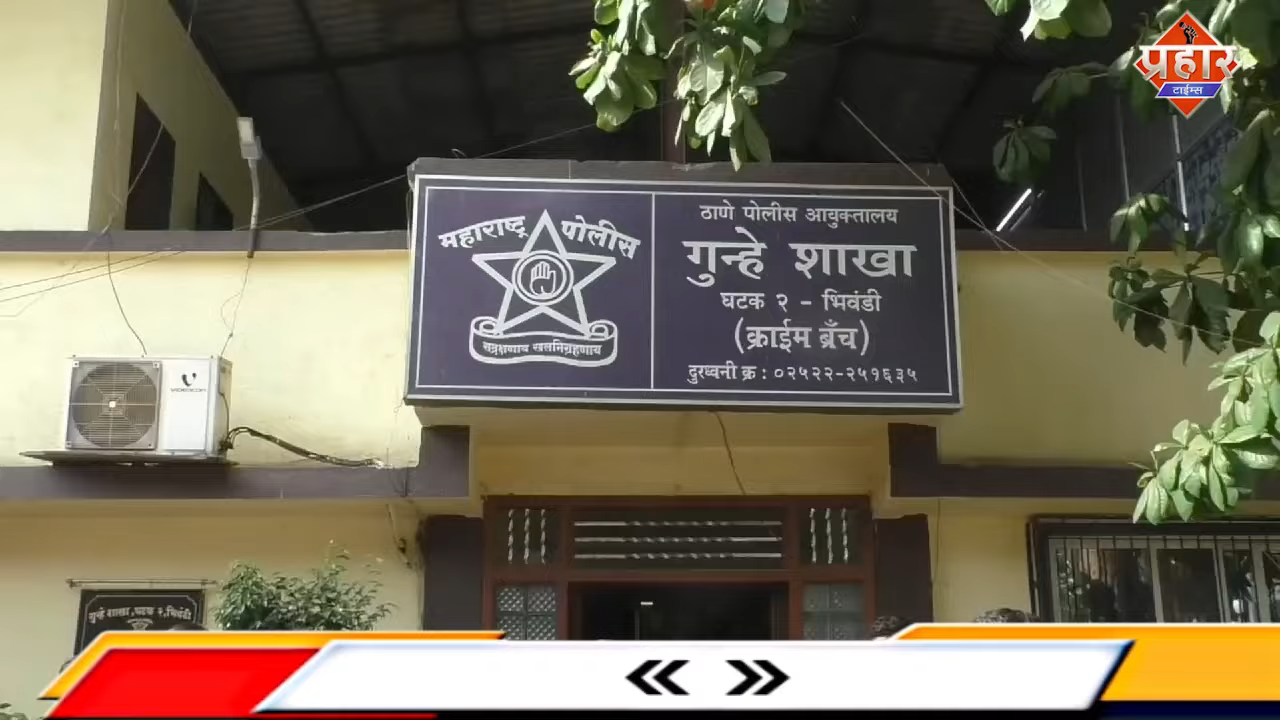 प्रहार
टाईम्स
महाराष्ट्र पोलीस
सद्रक्षणाय खलनिग्रहणाय
ठाणे पोलीस आयुक्तालय
गुन्हे शाखा
घटक २ - भिवंडी
(क्राईम ब्रँच)
दुरध्वनी क्र : ०२५२२-२५१६३५
VIDEOCON
गुन्हे शाखा, घटक २, भिवंडी